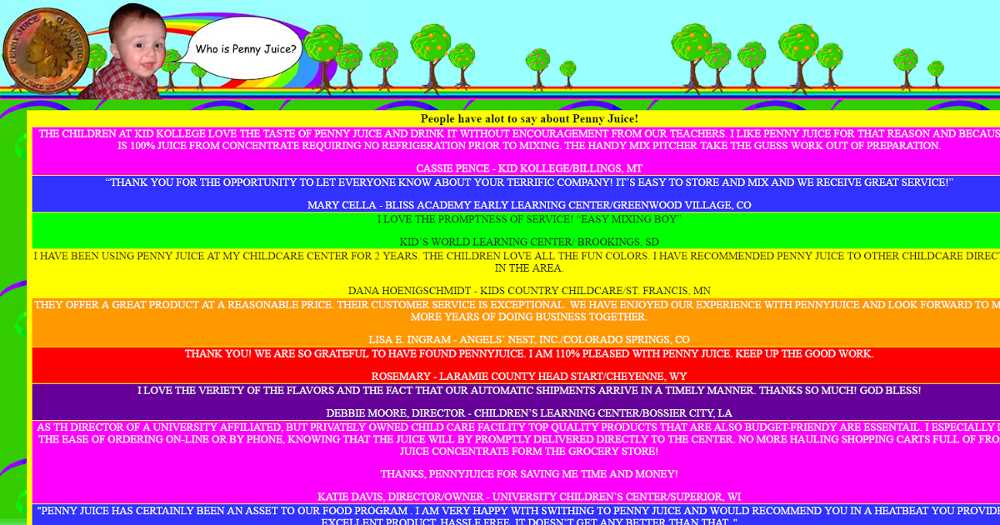 PENNY JUICE OF AMERICA
IN JUICE WE TRUST
Who is Penny Juice?
People have alot to say about Penny Juice!
THE CHILDREN AT KID KOLLEGE LOVE THE TASTE OF PENNY JUICE AND DRINK IT WITHOUT ENCOURAGEMENT FROM OUR TEACHERS. I LIKE PENNY JUICE FOR THAT REASON AND BECAUS
IS 100% JUICE FROM CONCENTRATE REQUIRING NO REFRIGERATION PRIOR TO MIXING. THE HANDY MIX PITCHER TAKE THE GUESS WORK OUT OF PREPARATION.
CASSIE PENCE - KID KOLLEGE/BILLINGS, MT
“THANK YOU FOR THE OPPORTUNITY TO LET EVERYONE KNOW ABOUT YOUR TERRIFIC COMPANY! IT’S EASY TO STORE AND MIX AND WE RECEIVE GREAT SERVICE!”
MARY CELLA - BLISS ACADEMY EARLY LEARNING CENTER/GREENWOOD VILLAGE, CO
I LOVE THE PROMPTNESS OF SERVICE! “EASY MIXING BOY”
KID’S WORLD LEARNING CENTER/ BROOKINGS, SD
I HAVE BEEN USING PENNY JUICE AT MY CHILDCARE CENTER FOR 2 YEARS. THE CHILDREN LOVE ALL THE FUN COLORS. I HAVE RECOMMENDED PENNY JUICE TO OTHER CHILDCARE DIRECT
IN THE AREA.
DANA HOENIGSCHMIDT - KIDS COUNTRY CHILDCARE/ST. FRANCIS, MN
THEY OFFER A GREAT PRODUCT AT A REASONABLE PRICE. THEIR CUSTOMER SERVICE IS EXCEPTIONAL. WE HAVE ENJOYED OUR EXPERIENCE WITH PENNYJUICE AND LOOK FORWARD TO M
MORE YEARS OF DOING BUSINESS TOGETHER.
LISA E. INGRAM - ANGELS’ NEST, INC./COLORADO SPRINGS, CO
THANK YOU! WE ARE SO GRATEFUL TO HAVE FOUND PENNYJUICE. I AM 110% PLEASED WITH PENNY JUICE. KEEP UP THE GOOD WORK.
ROSEMARY - LARAMIE COUNTY HEAD START/CHEYENNE, WY
I LOVE THE VERIETY OF THE FLAVORS AND THE FACT THAT OUR AUTOMATIC SHIPMENTS ARRIVE IN A TIMELY MANNER. THANKS SO MUCH! GOD BLESS!
DEBBIE MOORE, DIRECTOR - CHILDREN’S LEARNING CENTER/BOSSIER CITY, LA
AS TH DIRECTOR OF A UNIVERSITY AFFILIATED, BUT PRIVATELY OWNED CHILD CARE FACILITY TOP QUALITY PRODUCTS THAT ARE ALSO BUDGET-FRIENDY ARE ESSENTAIL. I ESPECIALLY
THE EASE OF ORDERING ON-LINE OR BY PHONE, KNOWING THAT THE JUICE WILL BY PROMPTLY DELIVERED DIRECTLY TO THE CENTER. NO MORE HAULING SHOPPING CARTS FULL OF FRO
JUICE CONCENTRATE FORM THE GROCERY STORE!
THANKS, PENNYJUICE FOR SAVING ME TIME AND MONEY!
KATIE DAVIS, DIRECTOR/OWNER - UNIVERSITY CHILDREN’S CENTER/SUPERIOR, WI
"PENNY JUICE HAS CERTAINLY BEEN AN ASSET TO OUR FOOD PROGRAM . I AM VERY HAPPY WITH SWITHING TO PENNY JUICE AND WOULD RECOMMEND YOU IN A HEATBEAT YOU PROVIDE
EXCELLENT PRODUCT, HASSLE FREE. IT DOESN’T GET ANY BETTER THAN THAT. "